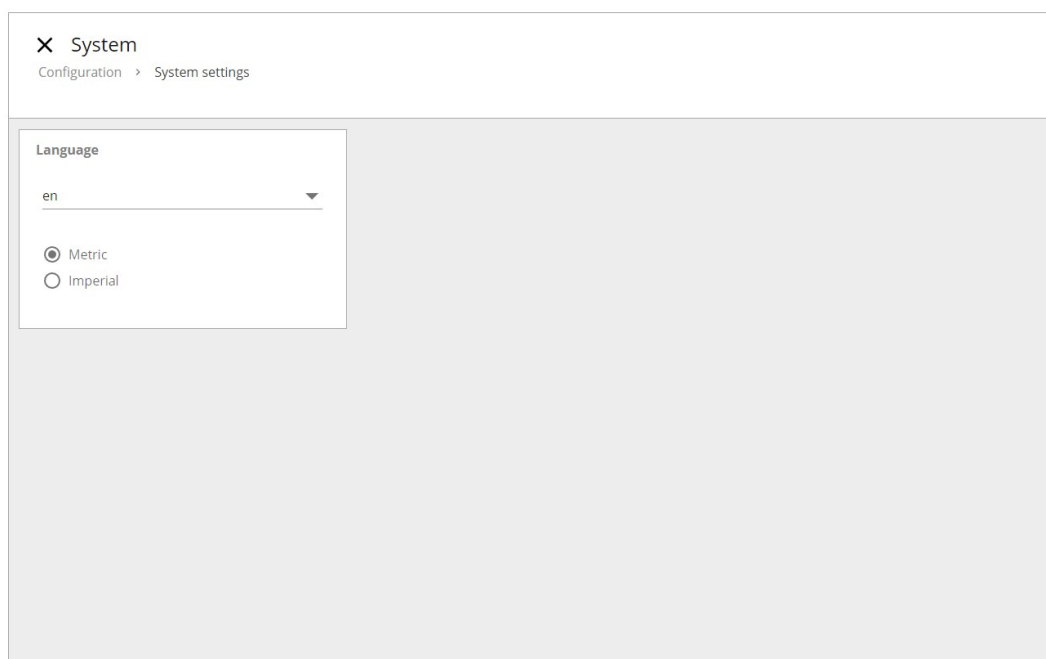 System
Configuration > System settings
Language
en
Metric
Imperial